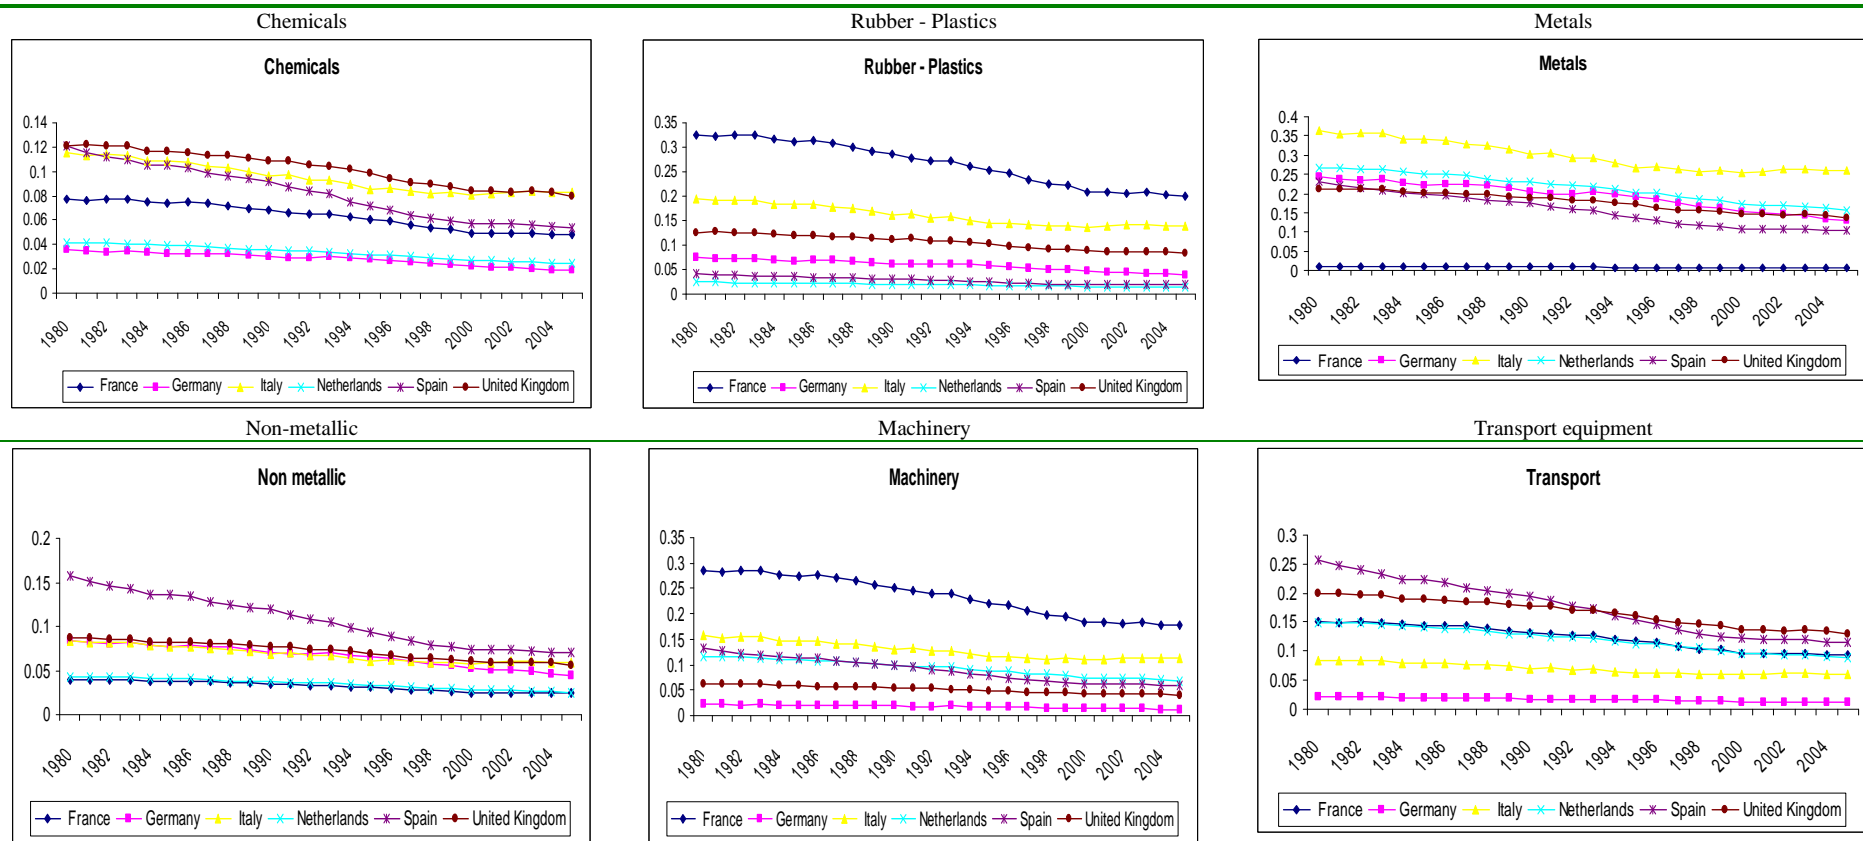 Chemicals
Rubber - Plastics
Metals
Chemicals
0.14
0.12
0.1
0.08
0.06
0.04
0.02
0
1980 1982 1984 1986 1988 1990 1992 1994 1996 1998 2000 2002 2004
France Germany Italy Netherlands Spain United Kingdom
Rubber - Plastics
0.35
0.3
0.25
0.2
0.15
0.1
0.05
0
1980 1982 1984 1986 1988 1990 1992 1994 1996 1998 2000 2002 2004
France Germany Italy Netherlands Spain United Kingdom
Metals
0.4
0.35
0.3
0.25
0.2
0.15
0.1
0.05
0
1980 1982 1984 1986 1988 1990 1992 1994 1996 1998 2000 2002 2004
France Germany Italy Netherlands Spain United Kingdom
Non-metallic
Machinery
Transport equipment
Non metallic
0.2
0.15
0.1
0.05
0
1980 1982 1984 1986 1988 1990 1992 1994 1996 1998 2000 2002 2004
France Germany Italy Netherlands Spain United Kingdom
Machinery
0.35
0.3
0.25
0.2
0.15
0.1
0.05
0
1980 1982 1984 1986 1988 1990 1992 1994 1996 1998 2000 2002 2004
France Germany Italy Netherlands Spain United Kingdom
Transport
0.3
0.25
0.2
0.15
0.1
0.05
0
1980 1982 1984 1986 1988 1990 1992 1994 1996 1998 2000 2002 2004
France Germany Italy Netherlands Spain United Kingdom